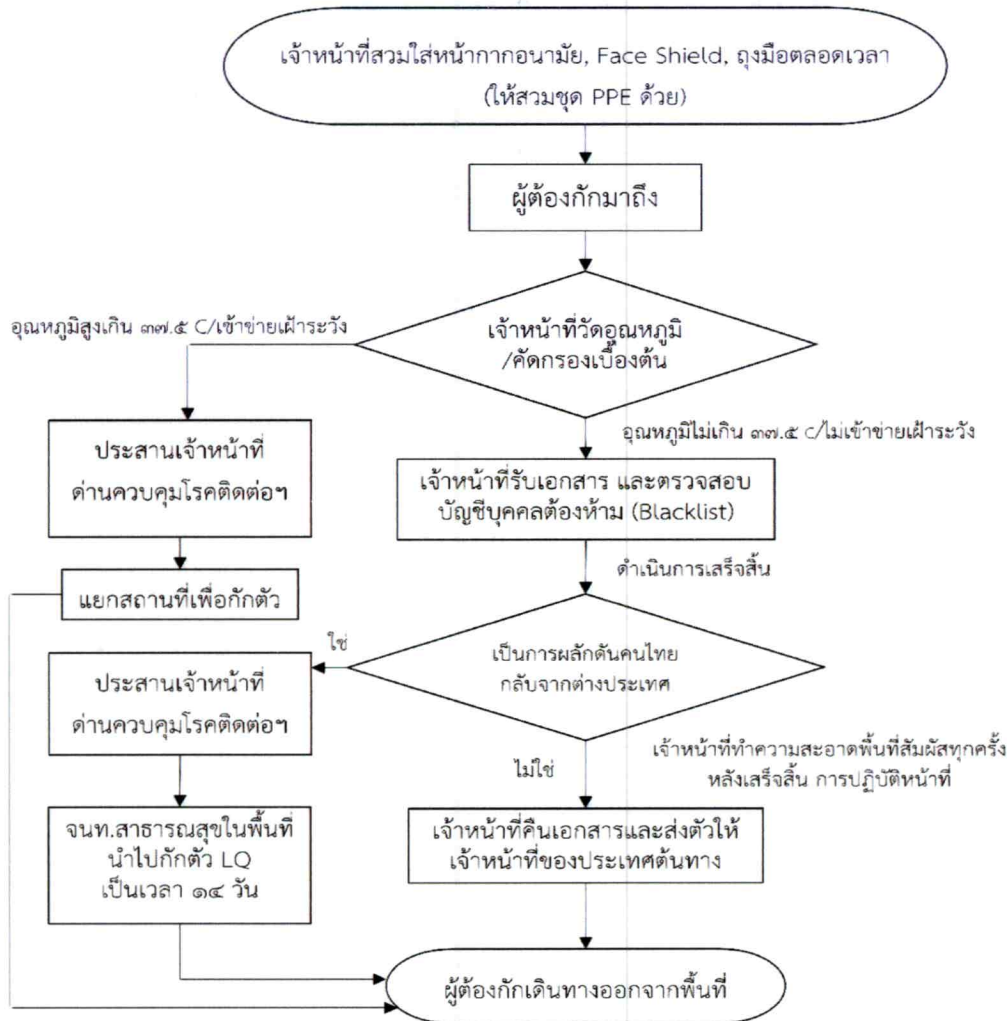 เจ้าหน้าที่สวมใส่หน้ากากอนามัย, Face Shield, ถุงมือตลอดเวลา
(ให้สวมชุด PPE ด้วย)
ผู้ต้องกักมาถึง
เจ้าหน้าที่วัดอุณหภูมิ
/คัดกรองเบื้องต้น
อุณหภูมิสูงเกิน ๓๗.๕ C/เข้าข่ายเฝ้าระวัง
ประสานเจ้าหน้าที่
ด่านควบคุมโรคติดต่อฯ
แยกสถานที่เพื่อกักตัว
อุณหภูมิไม่เกิน ๓๗.๕ C/ไม่เข้าข่ายเฝ้าระวัง
เจ้าหน้าที่รับเอกสาร และตรวจสอบ
บัญชีบุคคลต้องห้าม (Blacklist)
ดำเนินการเสร็จสิ้น
เป็นการผลักดันคนไทย
กลับจากต่างประเทศ
ใช่
ประสานเจ้าหน้าที่
ด่านควบคุมโรคติดต่อฯ
จนท.สาธารณสุขในพื้นที่
นำไปกักตัว LQ
เป็นเวลา ๑๔ วัน
ไม่ใช่
เจ้าหน้าที่ทำความสะอาดพื้นที่สัมผัสทุกครั้ง
หลังเสร็จสิ้น การปฏิบัติหน้าที่
เจ้าหน้าที่คืนเอกสารและส่งตัวให้
เจ้าหน้าที่ของประเทศต้นทาง
ผู้ต้องกักเดินทางออกจากพื้นที่